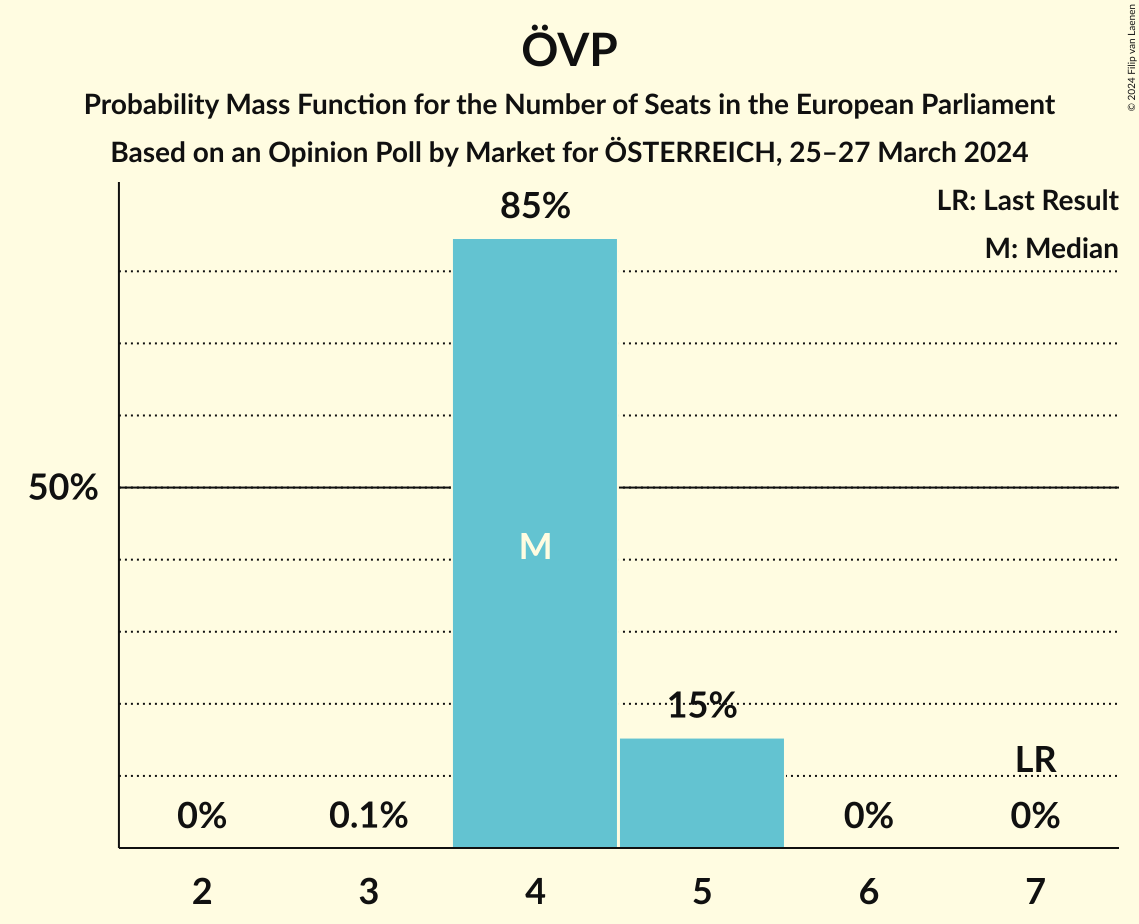 ÖVP
Probability Mass Function for the Number of Seats in the European Parliament
Based on an Opinion Poll by Market for ÖSTERREICH, 25–27 March 2024
© 2024 Filip van Laenen
LR: Last Result
M: Median
85%
50%
M
15%
LR
0%
0.1%
0%
0%
2
3
4
5
6
7